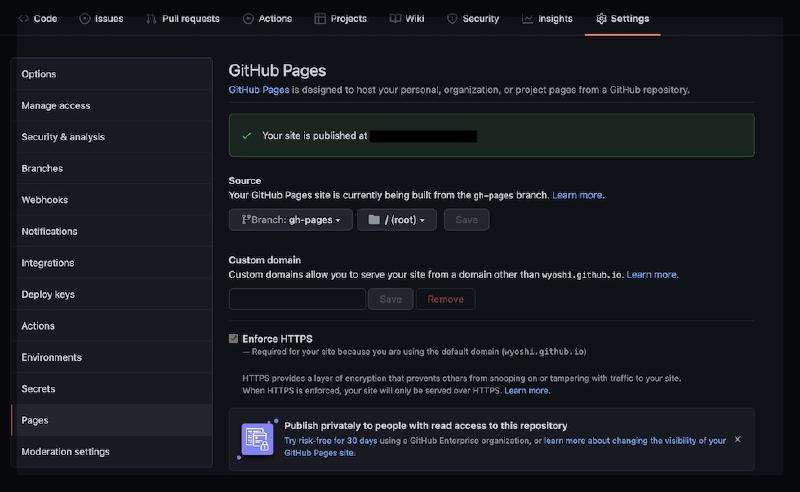 Code Issues Pull requests Actions Projects Wiki Security Insights Settings
Options
Manage access
Security & analysis
Branches
Webhooks
Notifications
Integrations
Deploy keys
Actions
Environments
Secrets
Pages
Moderation settings
GitHub Pages
GitHub Pages is designed to host your personal, organization, or project pages from a GitHub repository.
Your site is published at
Source
Your GitHub Pages site is currently being built from the gh-pages branch. Learn more.
Branch: gh-pages / (root) Save
Custom domain
Custom domains allow you to serve your site from a domain other than wyoshi.github.io. Learn more.
Save Remove
Enforce HTTPS
— Required for your site because you are using the default domain (wyoshi.github.io)
HTTPS provides a layer of encryption that prevents others from snooping on or tampering with traffic to your site.
When HTTPS is enforced, your site will only be served over HTTPS. Learn more.
Publish privately to people with read access to this repository
Try risk-free for 30 days using a GitHub Enterprise organization, or learn more about changing the visibility of your
GitHub Pages site.